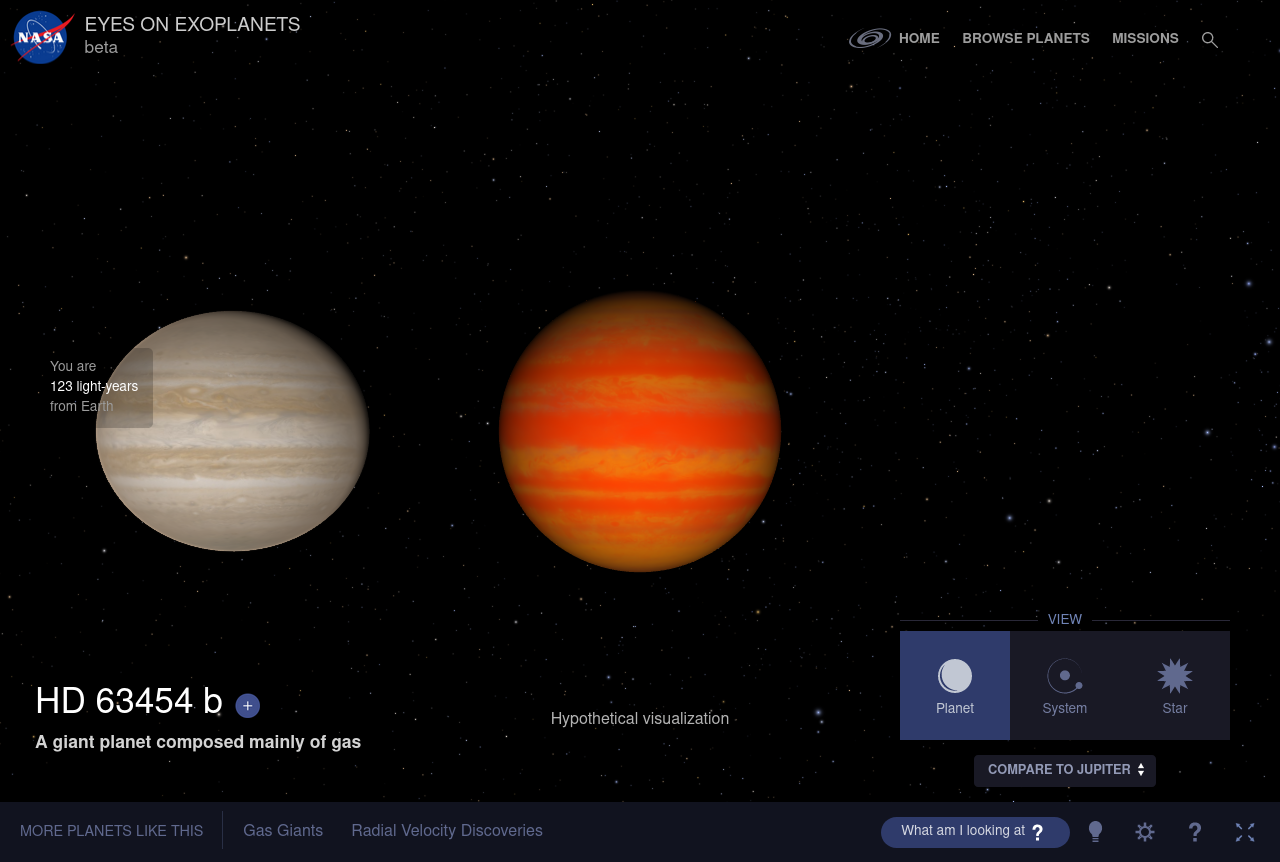 NASA
EYES ON EXOPLANETS
beta
HOME
BROWSE PLANETS
MISSIONS
You are
123 light-years
from Earth
VIEW
Planet
System
Star
HD 63454 b +
A giant planet composed mainly of gas
Hypothetical visualization
COMPARE TO JUPITER
MORE PLANETS LIKE THIS
Gas Giants
Radial Velocity Discoveries
What am I looking at ?
?